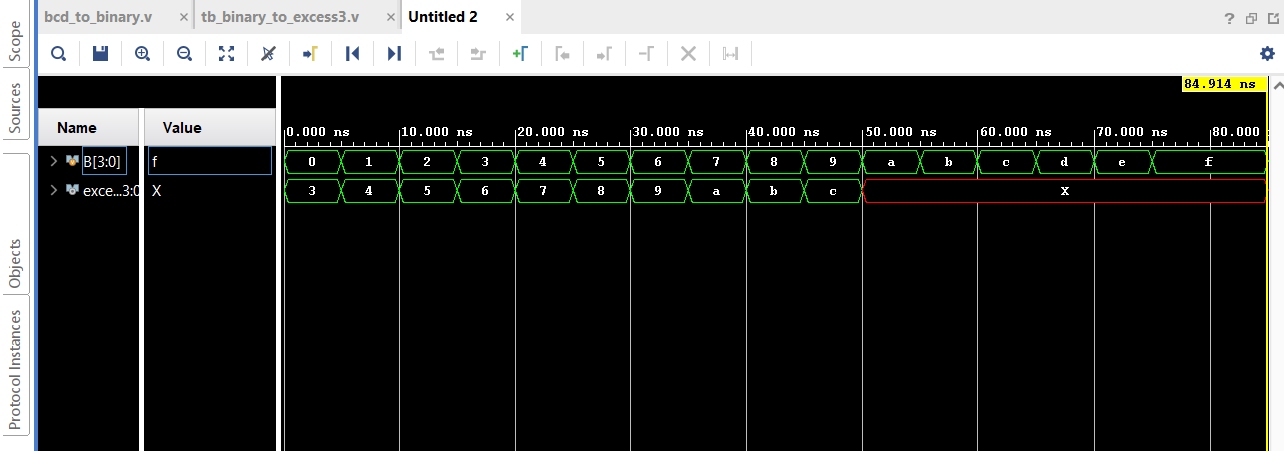 Scope
Sources
Objects
Protocol Instances
bcd_to_binary.v × tb_binary_to_excess3.v × Untitled 2 ×
?
84.914 ns
Name Value
0.000 ns 10.000 ns 20.000 ns 30.000 ns 40.000 ns 50.000 ns 60.000 ns 70.000 ns 80.000
B[3:0] f 0 1 2 3 4 5 6 7 8 9 a b c d e f
exce...3:0 X 3 4 5 6 7 8 9 a b c X